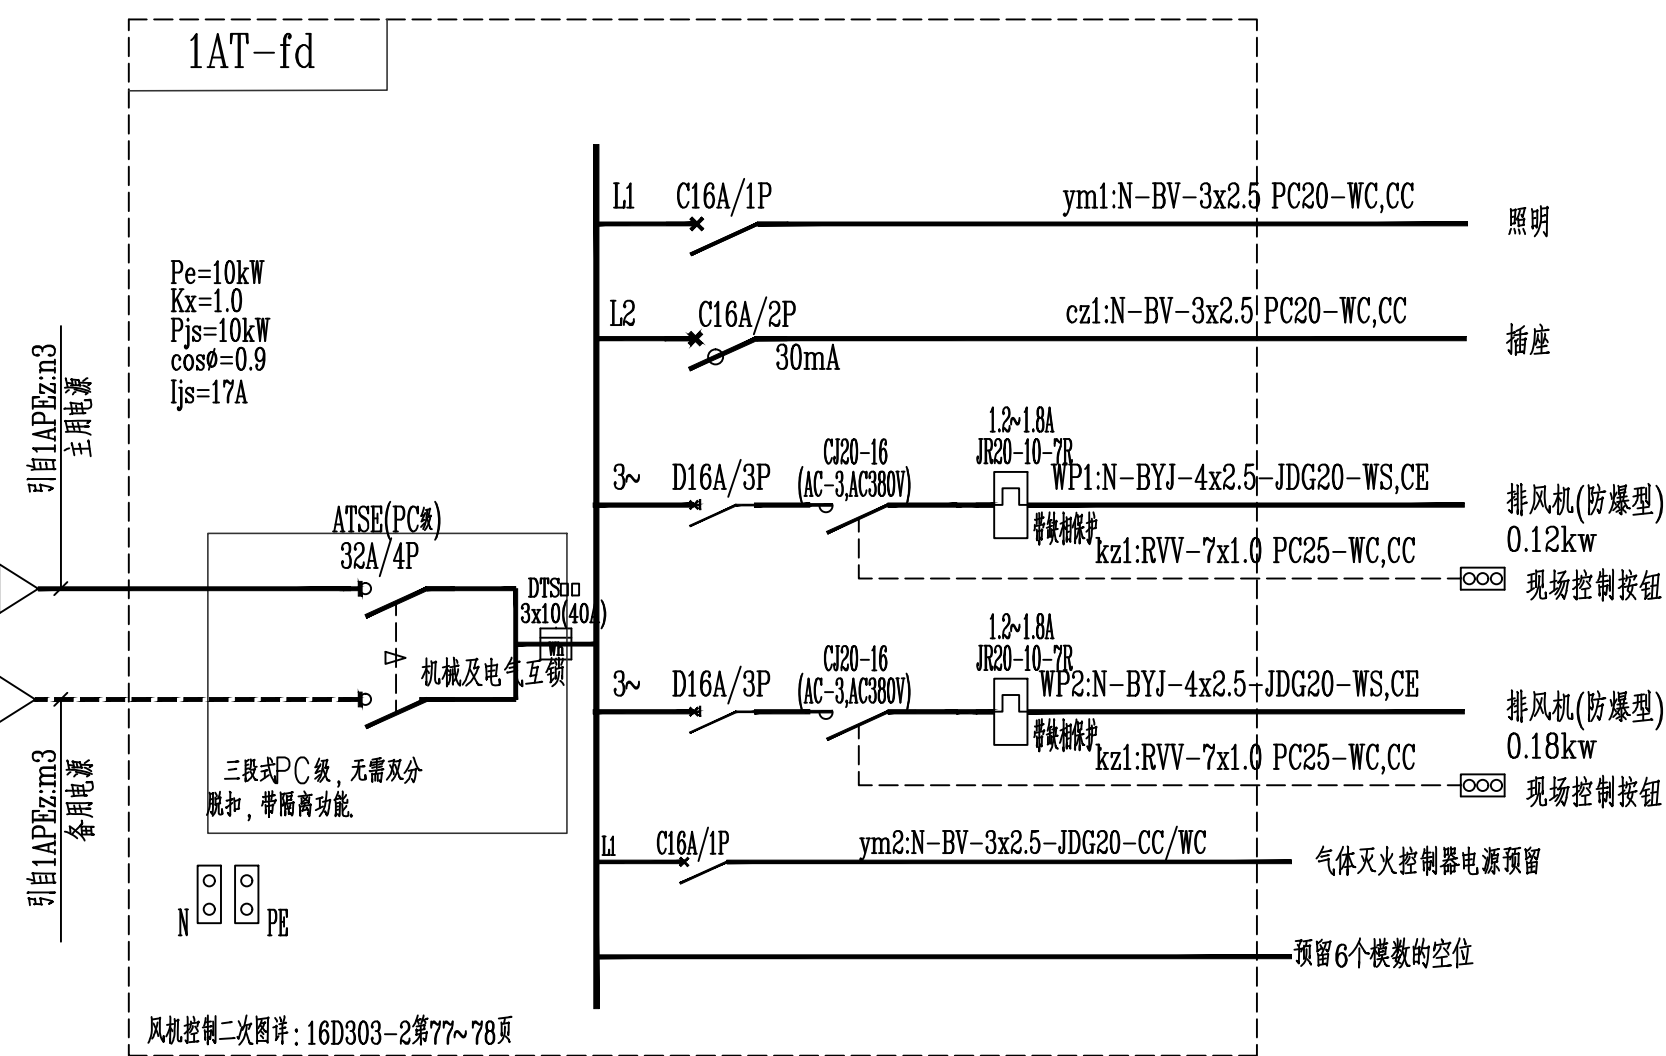 1AT-fd
Pe=10kW
Kx=1.0
Pjs=10kW
cosø=0.9
Ijs=17A
引自1APEz:n3
主用电源
引自1APEz:m3
备用电源
ATSE(PC级)
32A/4P
机械及电气互锁
三段式PC级,无需双分
脱扣,带隔离功能.
DTS□□
3x10(40A)
Wh
N
PE
L1
C16A/1P
ym1:N-BV-3x2.5 PC20-WC,CC
照明
L2
C16A/2P
30mA
cz1:N-BV-3x2.5 PC20-WC,CC
插座
3~
D16A/3P
CJ20-16
(AC-3,AC380V)
1.2~1.8A
JR20-10-7R
带缺相保护
WP1:N-BYJ-4x2.5-JDG20-WS,CE
排风机(防爆型)
0.12kw
kz1:RVV-7x1.0 PC25-WC,CC
现场控制按钮
3~
D16A/3P
CJ20-16
(AC-3,AC380V)
1.2~1.8A
JR20-10-7R
带缺相保护
WP2:N-BYJ-4x2.5-JDG20-WS,CE
排风机(防爆型)
0.18kw
kz1:RVV-7x1.0 PC25-WC,CC
现场控制按钮
L1
C16A/1P
ym2:N-BV-3x2.5-JDG20-CC/WC
气体灭火控制器电源预留
预留6个模数的空位
风机控制二次图详:16D303-2第77~78页